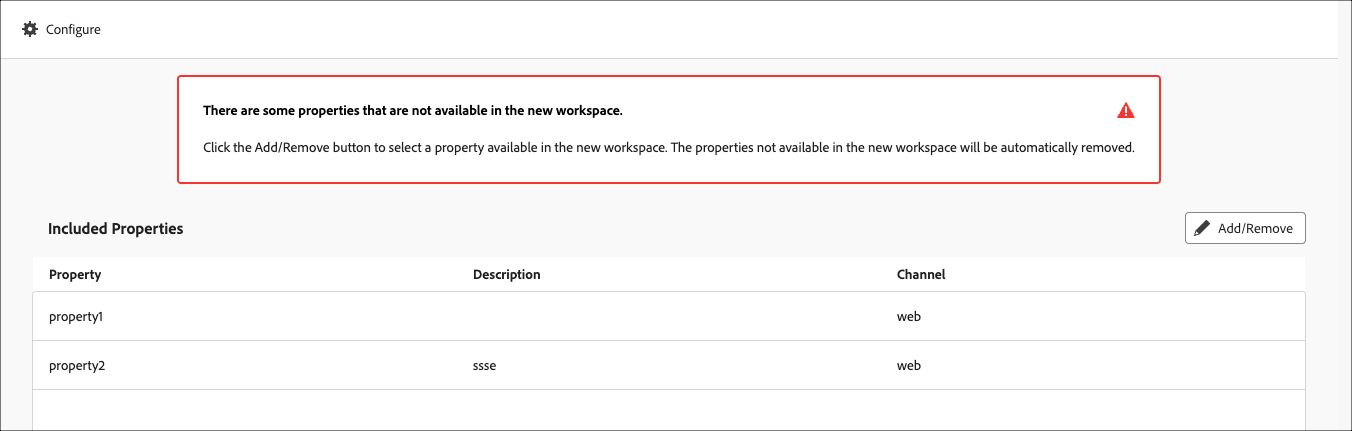 Configure
There are some properties that are not available in the new workspace.
Click the Add/Remove button to select a property available in the new workspace. The properties not available in the new workspace will be automatically removed.
Included Properties Add/Remove
Property Description Channel
property1 web
property2 ssse web